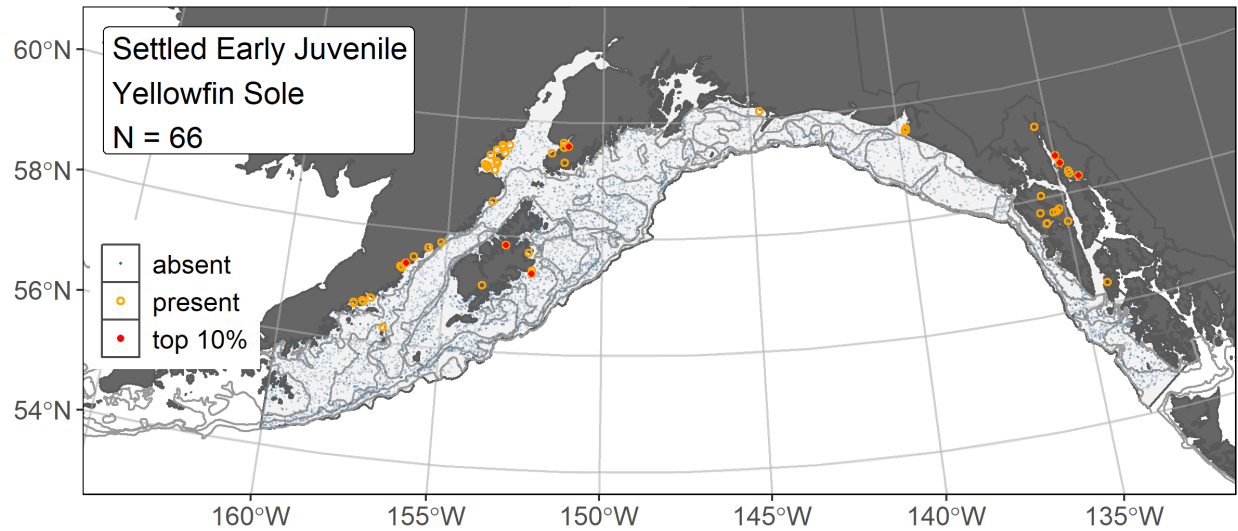 Settled Early Juvenile
Yellowfin Sole
N = 66
absent
present
top 10%
60°N
58°N
56°N
54°N
160°W
155°W
150°W
145°W
140°W
135°W